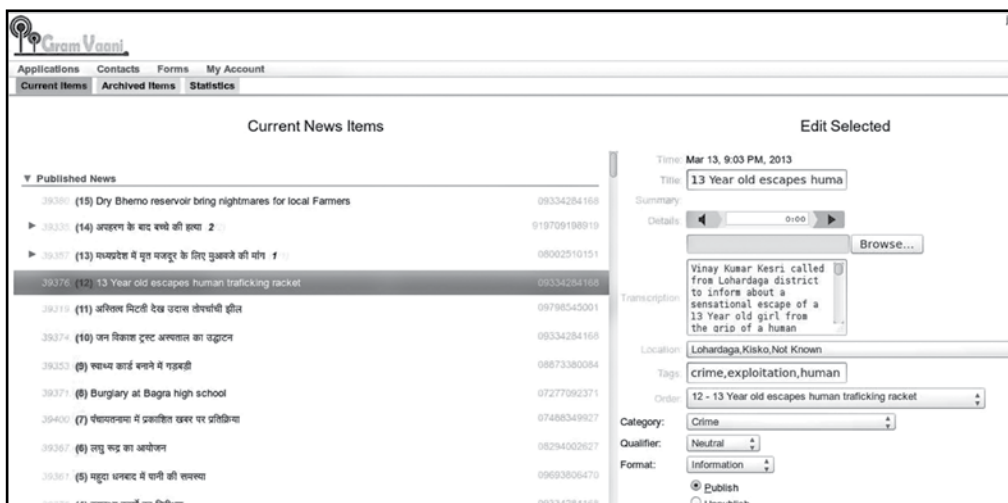 Gram Vaani
Applications Contacts Forms My Account
Current Items Archived Items Statistics
Current News Items
▼ Published News
39380 (15) Dry Bherno reservoir bring nightmares for local Farmers 09334284168
(14) अपहरण के बाद बच्चे की हत्या 2 919709198919
39357 (13) मध्यप्रदेश में मृत मजदूर के लिए मुआवजे की मांग 1 08002510151
39376 (12) 13 Year old escapes human traficking racket 09334284168
39319 (11) अस्तित्व मिटती देख उदास तोपचांची झील 09798545001
39374 (10) जन विकाश ट्रस्ट अस्पताल का उद्घाटन 09334284168
39353 (9) स्वाथ्य कार्ड बनाने में गड़बड़ी 08873380084
39371 (8) Burglary at Bagra high school 07277092371
39400 (7) पंचायतनामा में प्रकाशित खबर पर प्रतिक्रिया 07488349927
39367 (6) लघु रूद्र का आयोजन 08294002627
39361 (5) महुदा धनबाद में पानी की समस्या 09693806470
09334284168
Edit Selected
Time: Mar 13, 9:03 PM, 2013
Title: 13 Year old escapes huma
Summary:
Details: 0:00
Browse...
Transcription
Vinay Kumar Kesri called
from Lohardaga district
to inform about a
sensational escape of a
13 Year old girl from
the grip of a human
Location: Lohardaga,Kisko,Not Known
Tags: crime,exploitation,human
Order: 12 - 13 Year old escapes human traficking racket
Category: Crime
Qualifier: Neutral
Format: Information
Publish
Unpublish